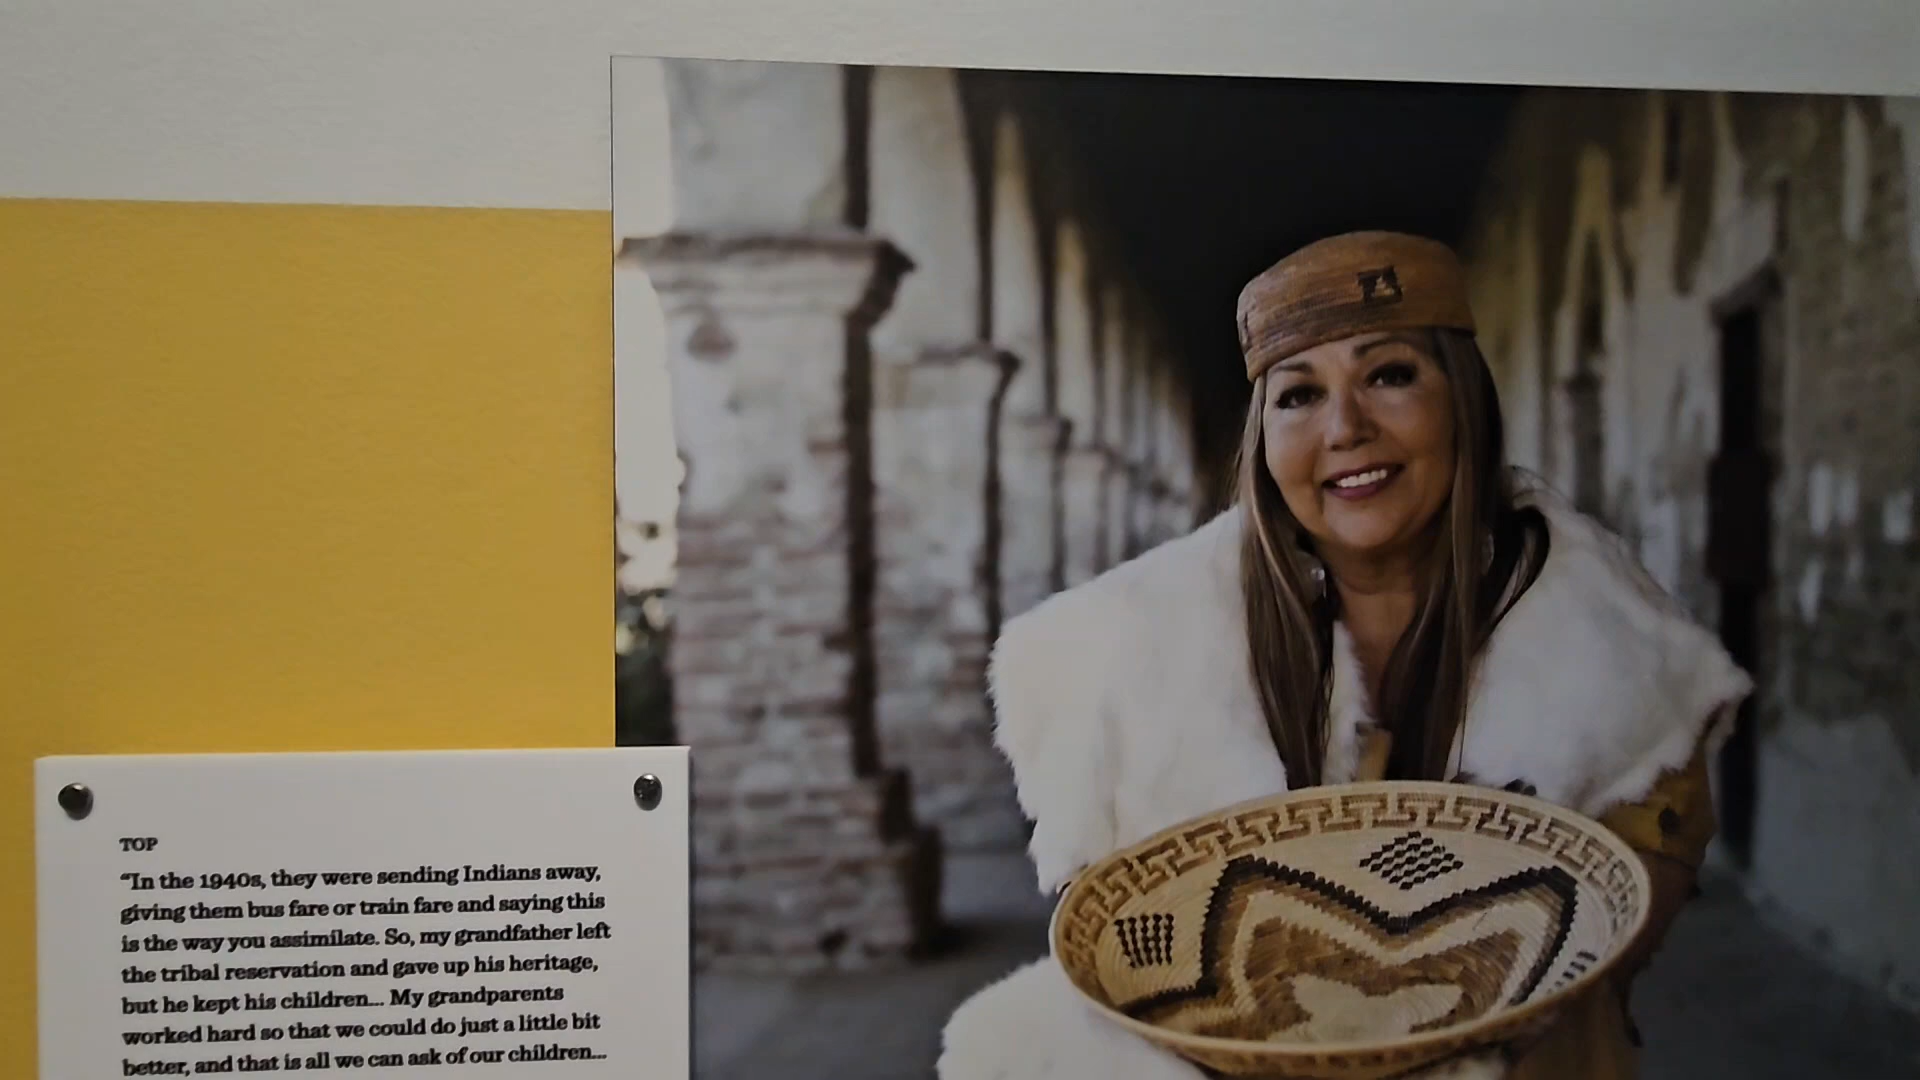 TOP
“In the 1940s, they were sending Indians away,
giving them bus fare or train fare and saying this
is the way you assimilate. So, my grandfather left
the tribal reservation and gave up his heritage,
but he kept his children... My grandparents
worked hard so that we could do just a little bit
better, and that is all we can ask of our children...